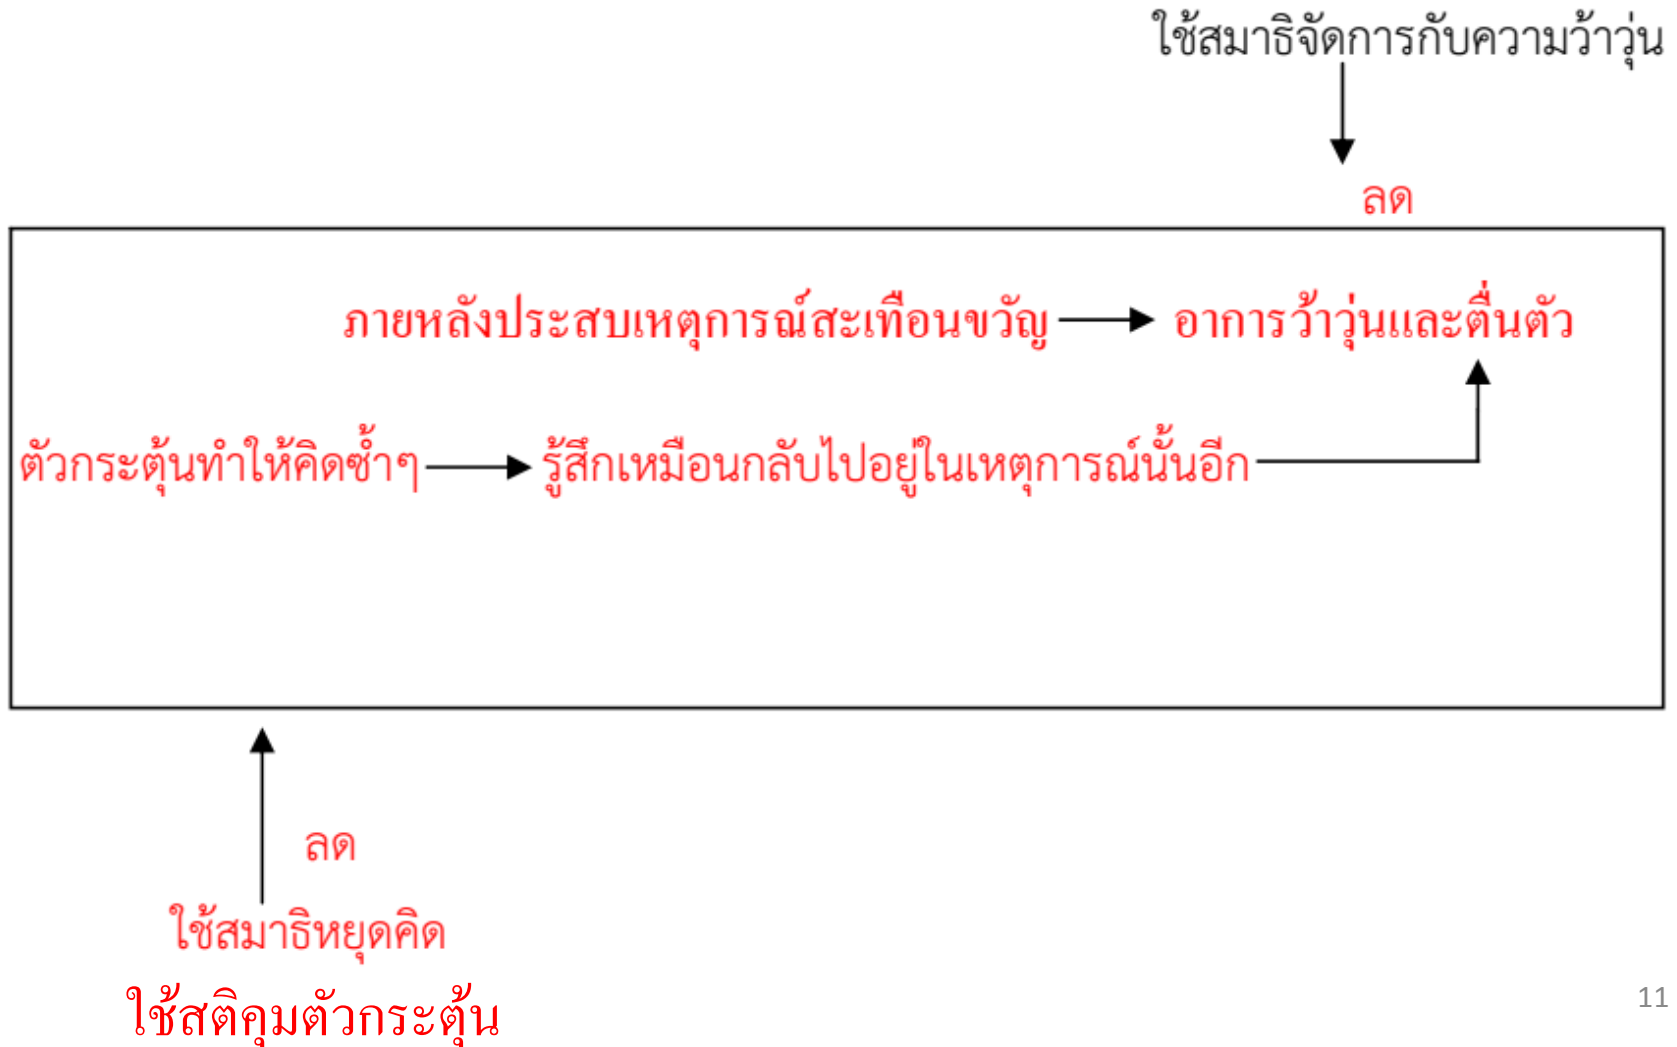 ใช้สมาธิจัดการกับความว้าวุ่น
ลด
ภายหลังประสบเหตุการณ์สะเทือนขวัญ อาการว้าวุ่นและตื่นตัว
ตัวกระตุ้นทำให้คิดซ้ำๆ รู้สึกเหมือนกลับไปอยู่ในเหตุการณ์นั้นอีก
ลด
ใช้สมาธิหยุดคิด
ใช้สติคุมตัวกระตุ้น
11